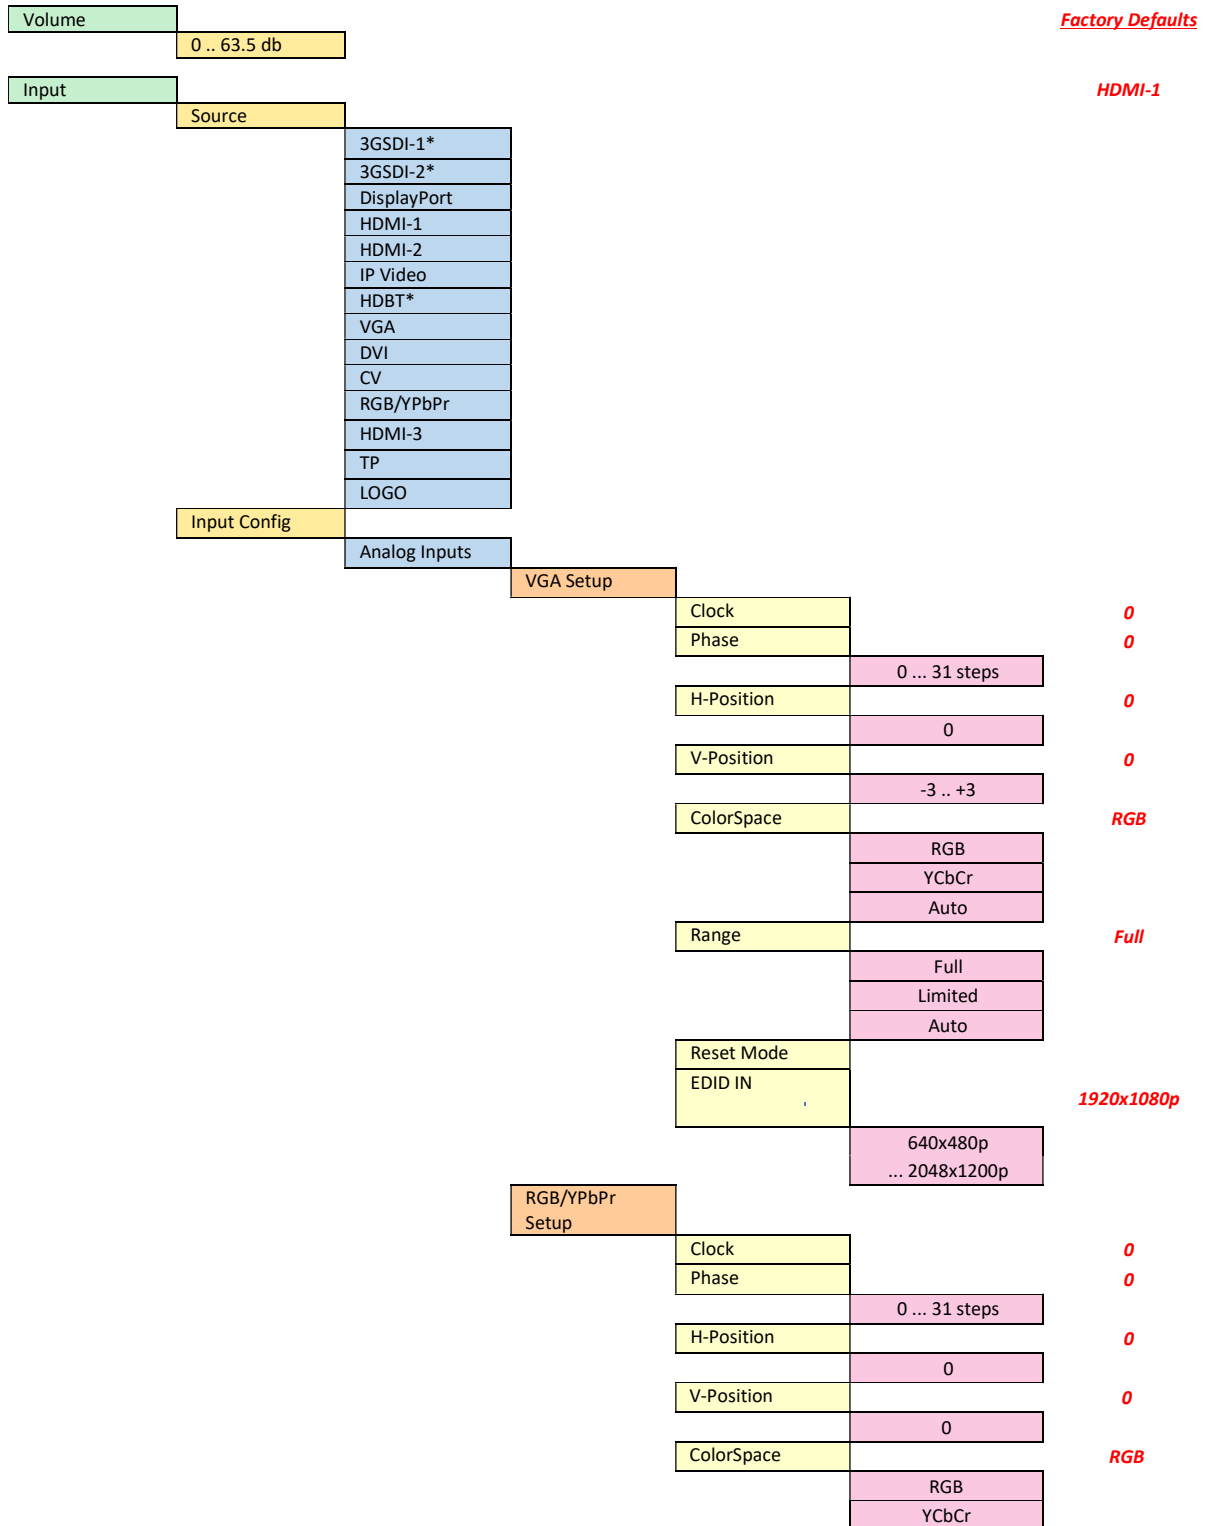 Volume
Factory Defaults
0 .. 63.5 db
Input
HDMI-1
Source
3GSDI-1*
3GSDI-2*
DisplayPort
HDMI-1
HDMI-2
IP Video
HDBT*
VGA
DVI
CV
RGB/YPbPr
HDMI-3
TP
LOGO
Input Config
Analog Inputs
VGA Setup
Clock
0
Phase
0
0 ... 31 steps
H-Position
0
0
V-Position
0
-3 .. +3
ColorSpace
RGB
RGB
YCbCr
Auto
Range
Full
Full
Limited
Auto
Reset Mode
EDID IN
1920x1080p
640x480p
... 2048x1200p
RGB/YPbPr
Setup
Clock
0
Phase
0
0 ... 31 steps
H-Position
0
0
V-Position
0
0
ColorSpace
RGB
RGB
YCbCr